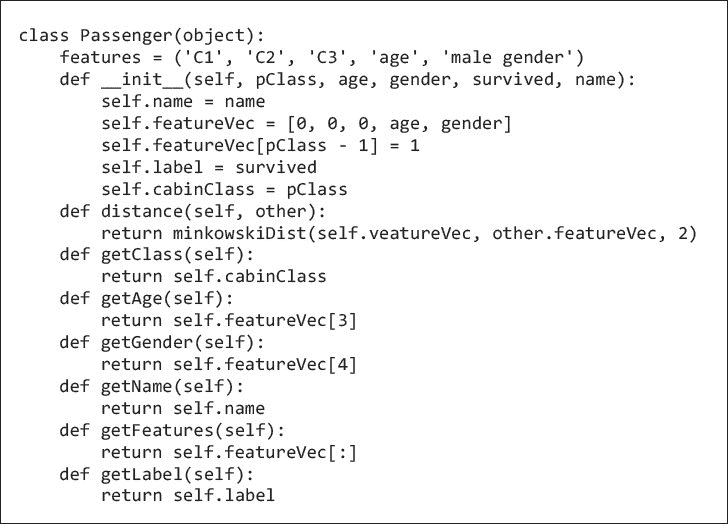 class Passenger(object):
    features = ('C1', 'C2', 'C3', 'age', 'male gender')
    def __init__(self, pClass, age, gender, survived, name):
        self.name = name
        self.featureVec = [0, 0, 0, age, gender]
        self.featureVec[pClass - 1] = 1
        self.label = survived
        self.cabinClass = pClass
    def distance(self, other):
        return minkowskiDist(self.veatureVec, other.featureVec, 2)
    def getClass(self):
        return self.cabinClass
    def getAge(self):
        return self.featureVec[3]
    def getGender(self):
        return self.featureVec[4]
    def getName(self):
        return self.name
    def getFeatures(self):
        return self.featureVec[:]
    def getLabel(self):
        return self.label